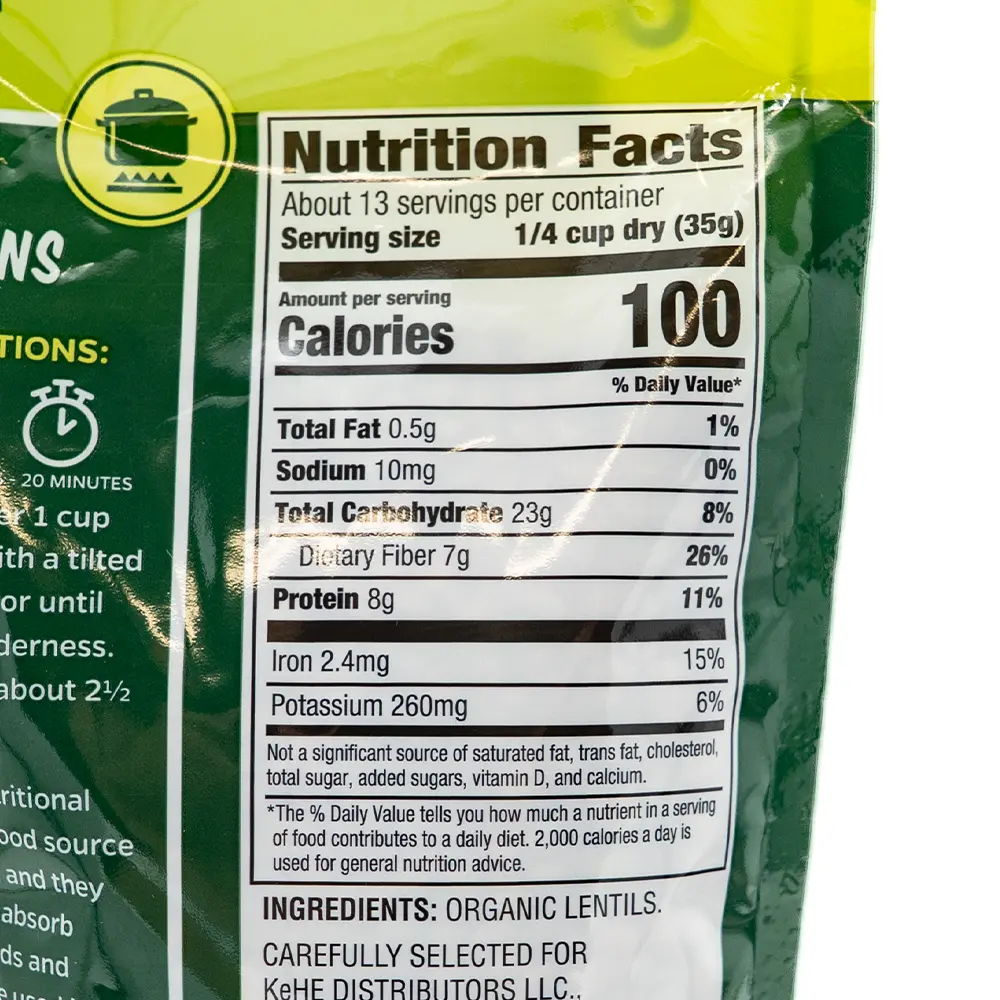 NS
TIONS:
- 20 MINUTES
1 cup
with a tilted
or until
derness.
about 2½
ritional
ood source
and they
absorb
ds and
Nutrition Facts
About 13 servings per container
Serving size 1/4 cup dry (35g)
Amount per serving
Calories 100
% Daily Value*
Total Fat 0.5g 1%
Sodium 10mg 0%
Total Carbohydrate 23g 8%
Dietary Fiber 7g 26%
Protein 8g 11%
Iron 2.4mg 15%
Potassium 260mg 6%
Not a significant source of saturated fat, trans fat, cholesterol,
total sugar, added sugars, vitamin D, and calcium.
*The % Daily Value tells you how much a nutrient in a serving
of food contributes to a daily diet. 2,000 calories a day is
used for general nutrition advice.
INGREDIENTS: ORGANIC LENTILS.
CAREFULLY SELECTED FOR
KeHE DISTRIBUTORS LLC.,